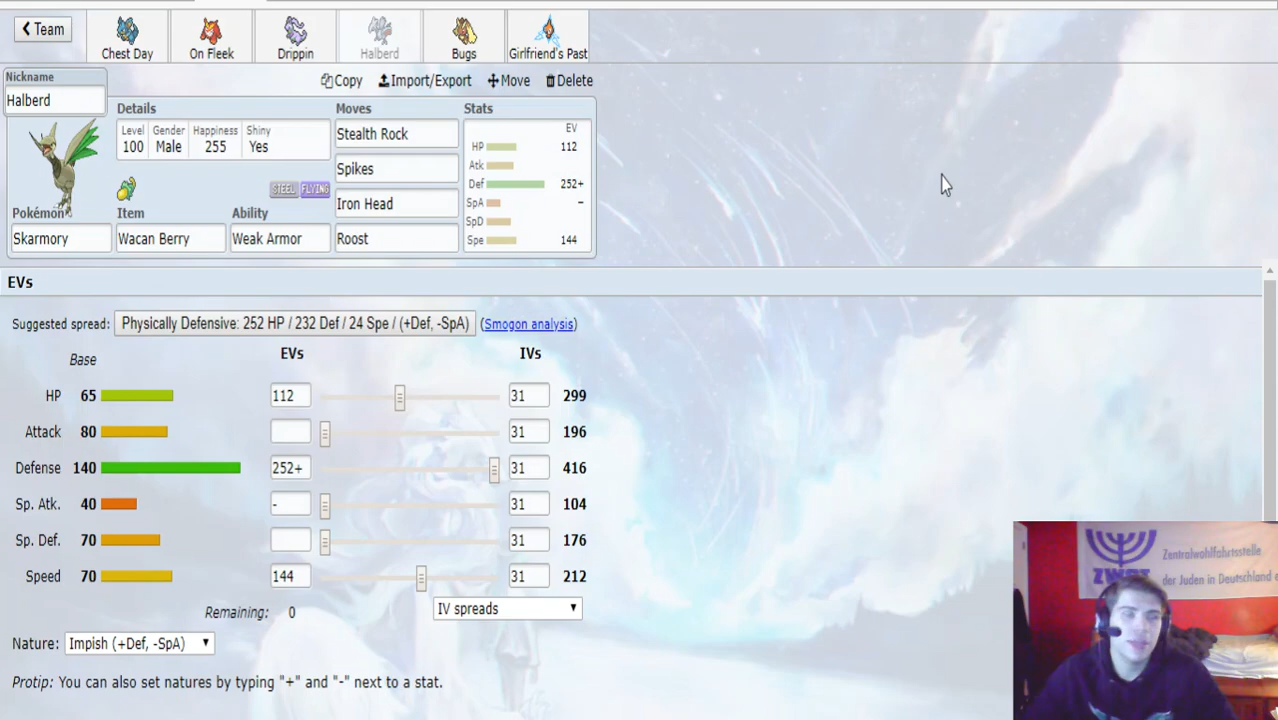 Team
Chest Day
On Fleek
Drippin
Halberd
Bugs
Girlfriend's Past
Nickname
Halberd
Copy
Import/Export
Move
Delete
Details
Moves
Stats
Level
Gender
Happiness
Shiny
100
Male
255
Yes
Stealth Rock
Spikes
Iron Head
Roost
EV
HP 112
Atk
Def 252+
SpA –
SpD
Spe 144
STEEL FLYING
Pokémon
Item
Ability
Skarmory
Wacan Berry
Weak Armor
EVs
Suggested spread: Physically Defensive: 252 HP / 232 Def / 24 Spe / (+Def, -SpA) (Smogon analysis)
Base EVs IVs
HP 65 112 31 299
Attack 80 31 196
Defense 140 252+ 31 416
Sp. Atk. 40 - 31 104
Sp. Def. 70 31 176
Speed 70 144 31 212
Remaining: 0
IV spreads
Nature: Impish (+Def, -SpA)
Protip: You can also set natures by typing "+" and "-" next to a stat.
Zentralwohlfahrtsstelle
ZWST der Juden in Deutschland e